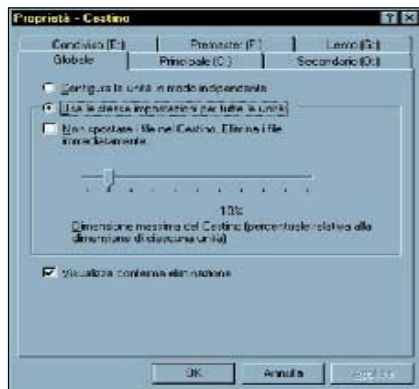 Proprietà - Cestino
Condiviso (E:) Premaster (F:) Lento (G:)
Globale Principale (C:) Secondario (D:)
Configura le unità in modo indipendente
Usa le stesse impostazioni per tutte le unità
Non spostare i file nel Cestino. Elimina i file
immediatamente.
10%
Dimensione massima del Cestino (percentuale relativa alla
dimensione di ciascuna unità)
Visualizza conferma eliminazione
OK Annulla Applica